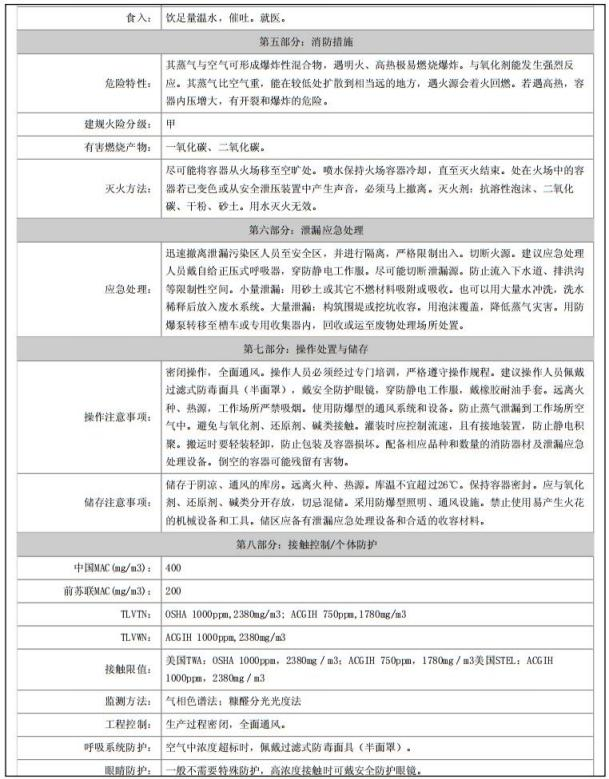 食入： 饮足量温水，催吐。就医。
第五部分：消防措施
其蒸气与空气可形成爆炸性混合物，遇明火、高热极易燃烧爆炸。与氧化剂能发生强烈反
危险特性： 应。其蒸气比空气重，能在较低处扩散到相当远的地方，遇火源会着火回燃。若遇高热，容
器内压增大，有开裂和爆炸的危险。
建规火险分级： 甲
有害燃烧产物： 一氧化碳、二氧化碳。
尽可能将容器从火场移至空旷处。喷水保持火场容器冷却，直至灭火结束。处在火场中的容
灭火方法： 器若已变色或从安全泄压装置中产生声音，必须马上撤离。灭火剂：抗溶性泡沫、二氧化
碳、干粉、砂土。用水灭火无效。
第六部分：泄漏应急处理
迅速撤离泄漏污染区人员至安全区，并进行隔离，严格限制出入。切断火源。建议应急处理
人员戴自给正压式呼吸器，穿防静电工作服。尽可能切断泄漏源。防止流入下水道、排洪沟
应急处理： 等限制性空间。小量泄漏：用砂土或其它不燃材料吸附或吸收。也可以用大量水冲洗，洗水
稀释后放入废水系统。大量泄漏：构筑围堤或挖坑收容。用泡沫覆盖，降低蒸气灾害。用防
爆泵转移至槽车或专用收集器内，回收或运至废物处理场所处置。
第七部分：操作处置与储存
密闭操作，全面通风。操作人员必须经过专门培训，严格遵守操作规程。建议操作人员佩戴
过滤式防毒面具（半面罩），戴安全防护眼镜，穿防静电工作服，戴橡胶耐油手套。远离火
种、热源，工作场所严禁吸烟。使用防爆型的通风系统和设备。防止蒸气泄漏到工作场所空
操作注意事项： 气中。避免与氧化剂、还原剂、碱类接触。灌装时应控制流速，且有接地装置，防止静电积
聚。搬运时要轻装轻卸，防止包装及容器损坏。配备相应品种和数量的消防器材及泄漏应急
处理设备。倒空的容器可能残留有害物。
储存于阴凉、通风的库房。远离火种、热源。库温不宜超过26℃。保持容器密封。应与氧化
储存注意事项： 剂、还原剂、碱类分开存放，切忌混储。采用防爆型照明、通风设施。禁止使用易产生火花
的机械设备和工具。储区应备有泄漏应急处理设备和合适的收容材料。
第八部分：接触控制/个体防护
中国MAC(mg/m3)： 400
前苏联MAC(mg/m3)： 200
TLVTN： OSHA 1000ppm,2380mg/m3; ACGIH 750ppm,1780mg/m3
TLVWN： ACGIH 1000ppm,2380mg/m3
接触限值： 美国TWA：OSHA 1000ppm，2380mg／m3；ACGIH 750ppm，1780mg／m3美国STEL：ACGIH
1000ppm，2380mg／m3
监测方法： 气相色谱法；糠醛分光光度法
工程控制： 生产过程密闭，全面通风。
呼吸系统防护： 空气中浓度超标时，佩戴过滤式防毒面具（半面罩）。
眼睛防护： 一般不需要特殊防护，高浓度接触时可戴安全防护眼镜。